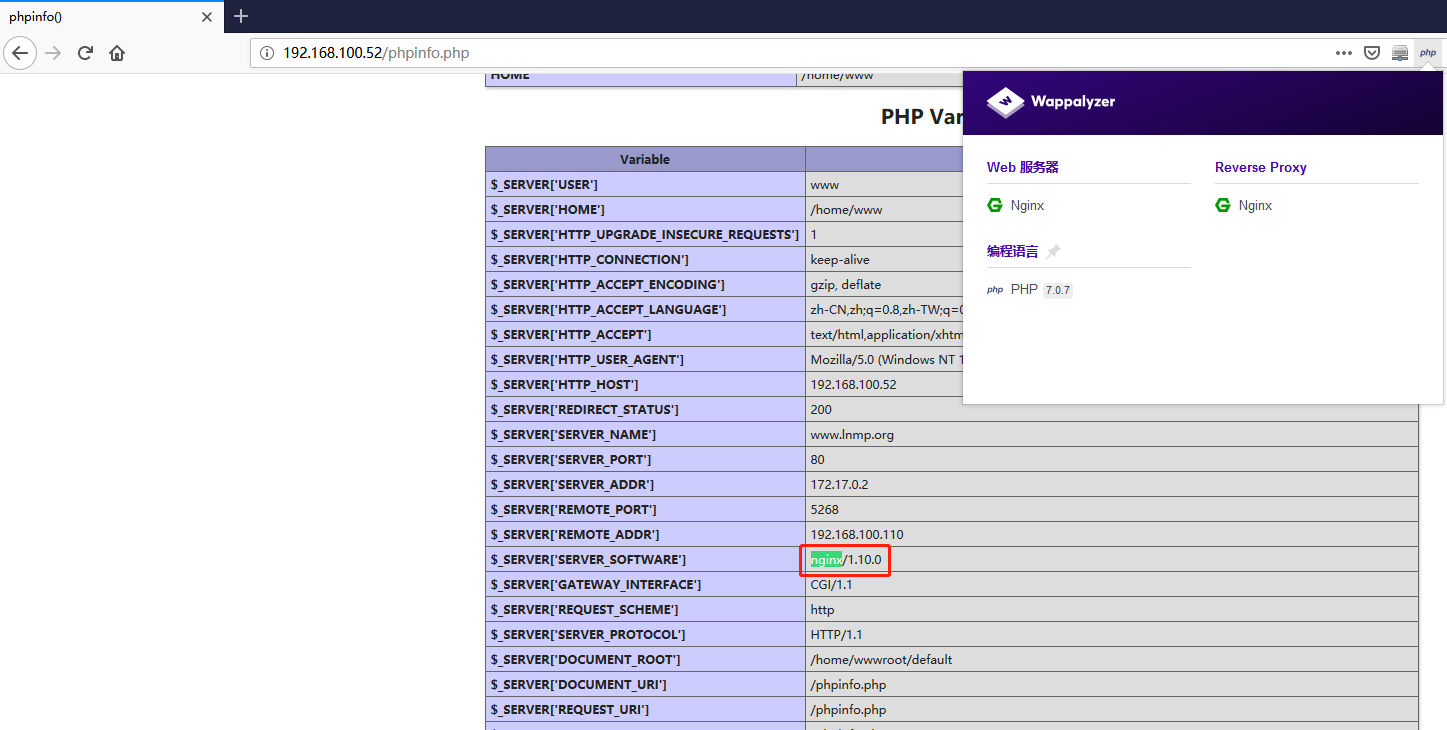 phpinfo()
192.168.100.52/phpinfo.php
php
HOME /home/www
PHP Var
Variable
$_SERVER['USER'] www
$_SERVER['HOME'] /home/www
$_SERVER['HTTP_UPGRADE_INSECURE_REQUESTS'] 1
$_SERVER['HTTP_CONNECTION'] keep-alive
$_SERVER['HTTP_ACCEPT_ENCODING'] gzip, deflate
$_SERVER['HTTP_ACCEPT_LANGUAGE'] zh-CN,zh;q=0.8,zh-TW;q=0
$_SERVER['HTTP_ACCEPT'] text/html,application/xhtm
$_SERVER['HTTP_USER_AGENT'] Mozilla/5.0 (Windows NT 1
$_SERVER['HTTP_HOST'] 192.168.100.52
$_SERVER['REDIRECT_STATUS'] 200
$_SERVER['SERVER_NAME'] www.lnmp.org
$_SERVER['SERVER_PORT'] 80
$_SERVER['SERVER_ADDR'] 172.17.0.2
$_SERVER['REMOTE_PORT'] 5268
$_SERVER['REMOTE_ADDR'] 192.168.100.110
$_SERVER['SERVER_SOFTWARE'] nginx/1.10.0
$_SERVER['GATEWAY_INTERFACE'] CGI/1.1
$_SERVER['REQUEST_SCHEME'] http
$_SERVER['SERVER_PROTOCOL'] HTTP/1.1
$_SERVER['DOCUMENT_ROOT'] /home/wwwroot/default
$_SERVER['DOCUMENT_URI'] /phpinfo.php
$_SERVER['REQUEST_URI'] /phpinfo.php
W Wappalyzer
Web 服务器
Nginx
编程语言
php PHP 7.0.7
Reverse Proxy
Nginx